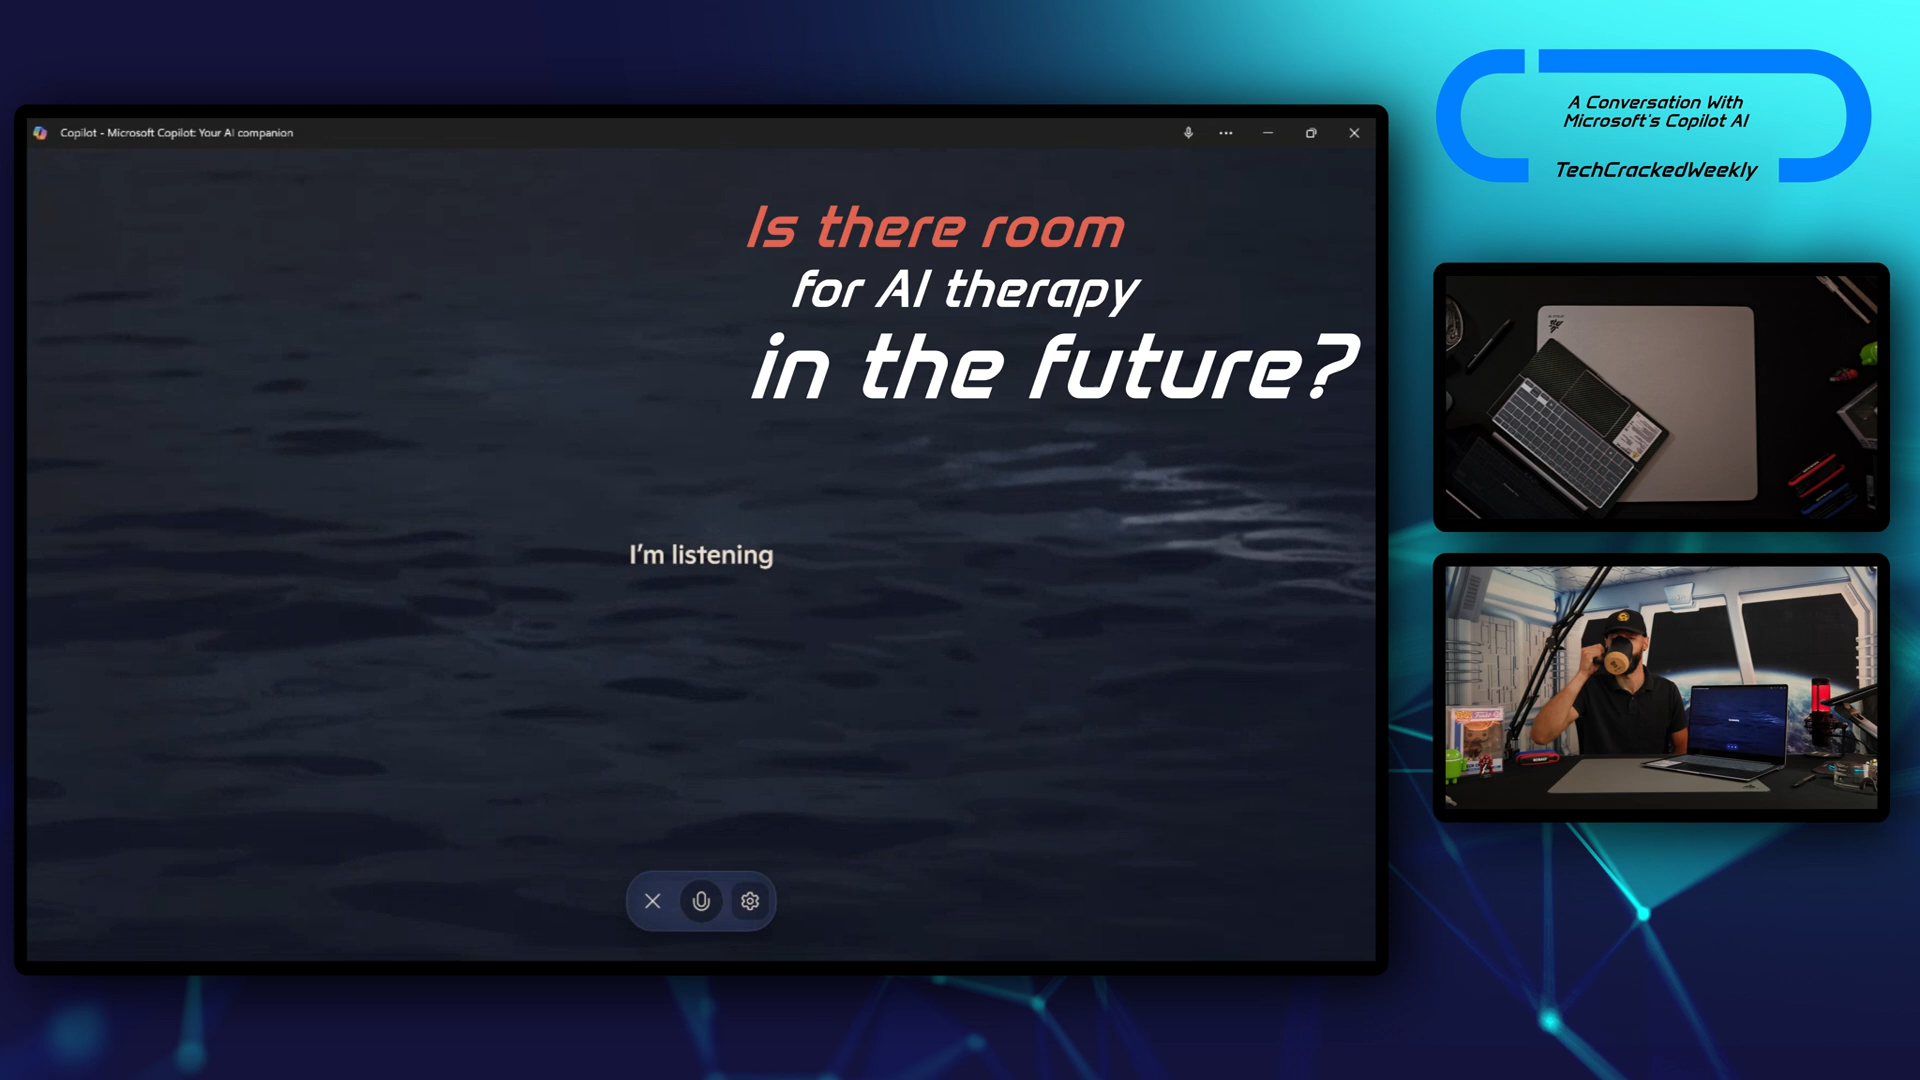 Copilot - Microsoft Copilot: Your AI companion
Is there room
for AI therapy
in the future?
I'm listening
A Conversation With
Microsoft's Copilot AI
TechCrackedWeekly